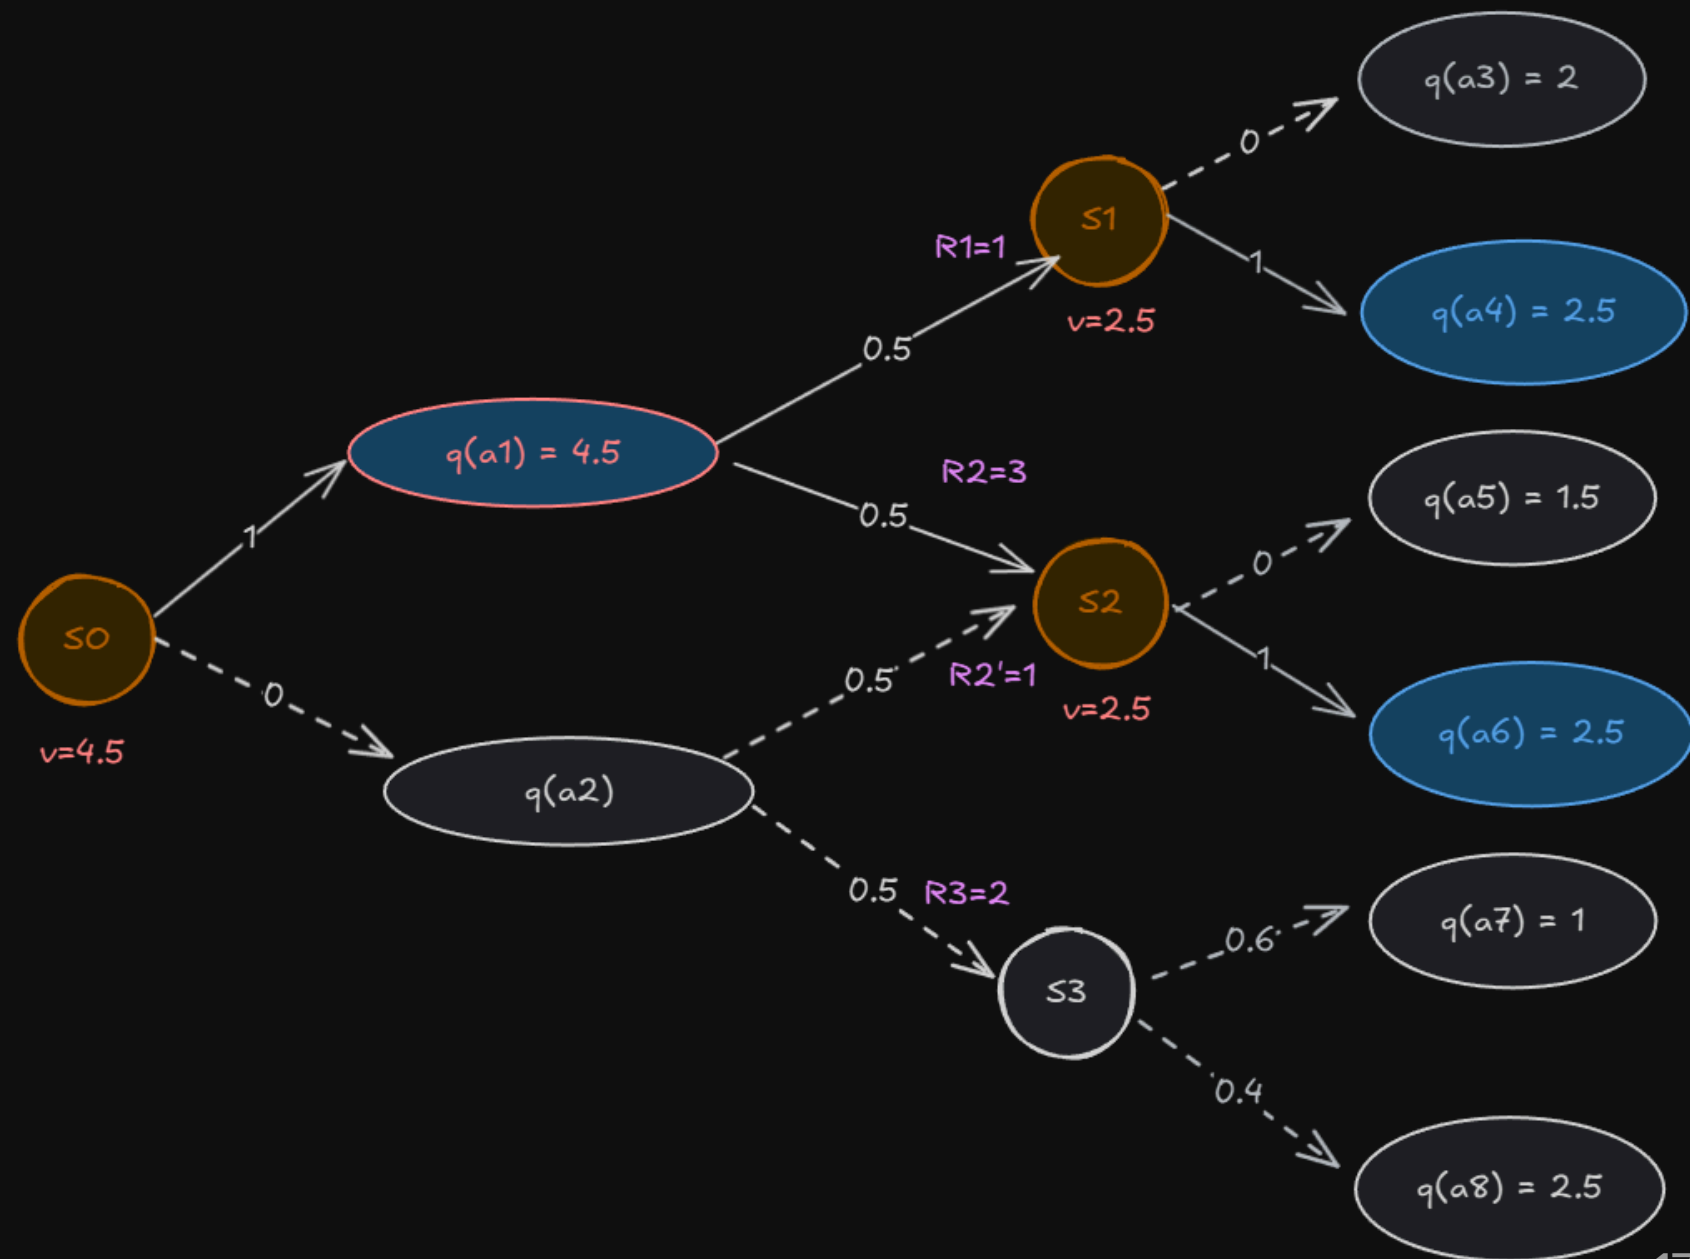 q(a3) = 2
0
S1
R1=1
1
v=2.5
q(a4) = 2.5
0.5
q(a1) = 4.5
R2=3
0.5
q(a5) = 1.5
1
0
S2
S0
0.5
R2'=1
1
v=2.5
q(a6) = 2.5
0
v=4.5
q(a2)
0.5
R3=2
0.6
q(a7) = 1
S3
0.4
q(a8) = 2.5